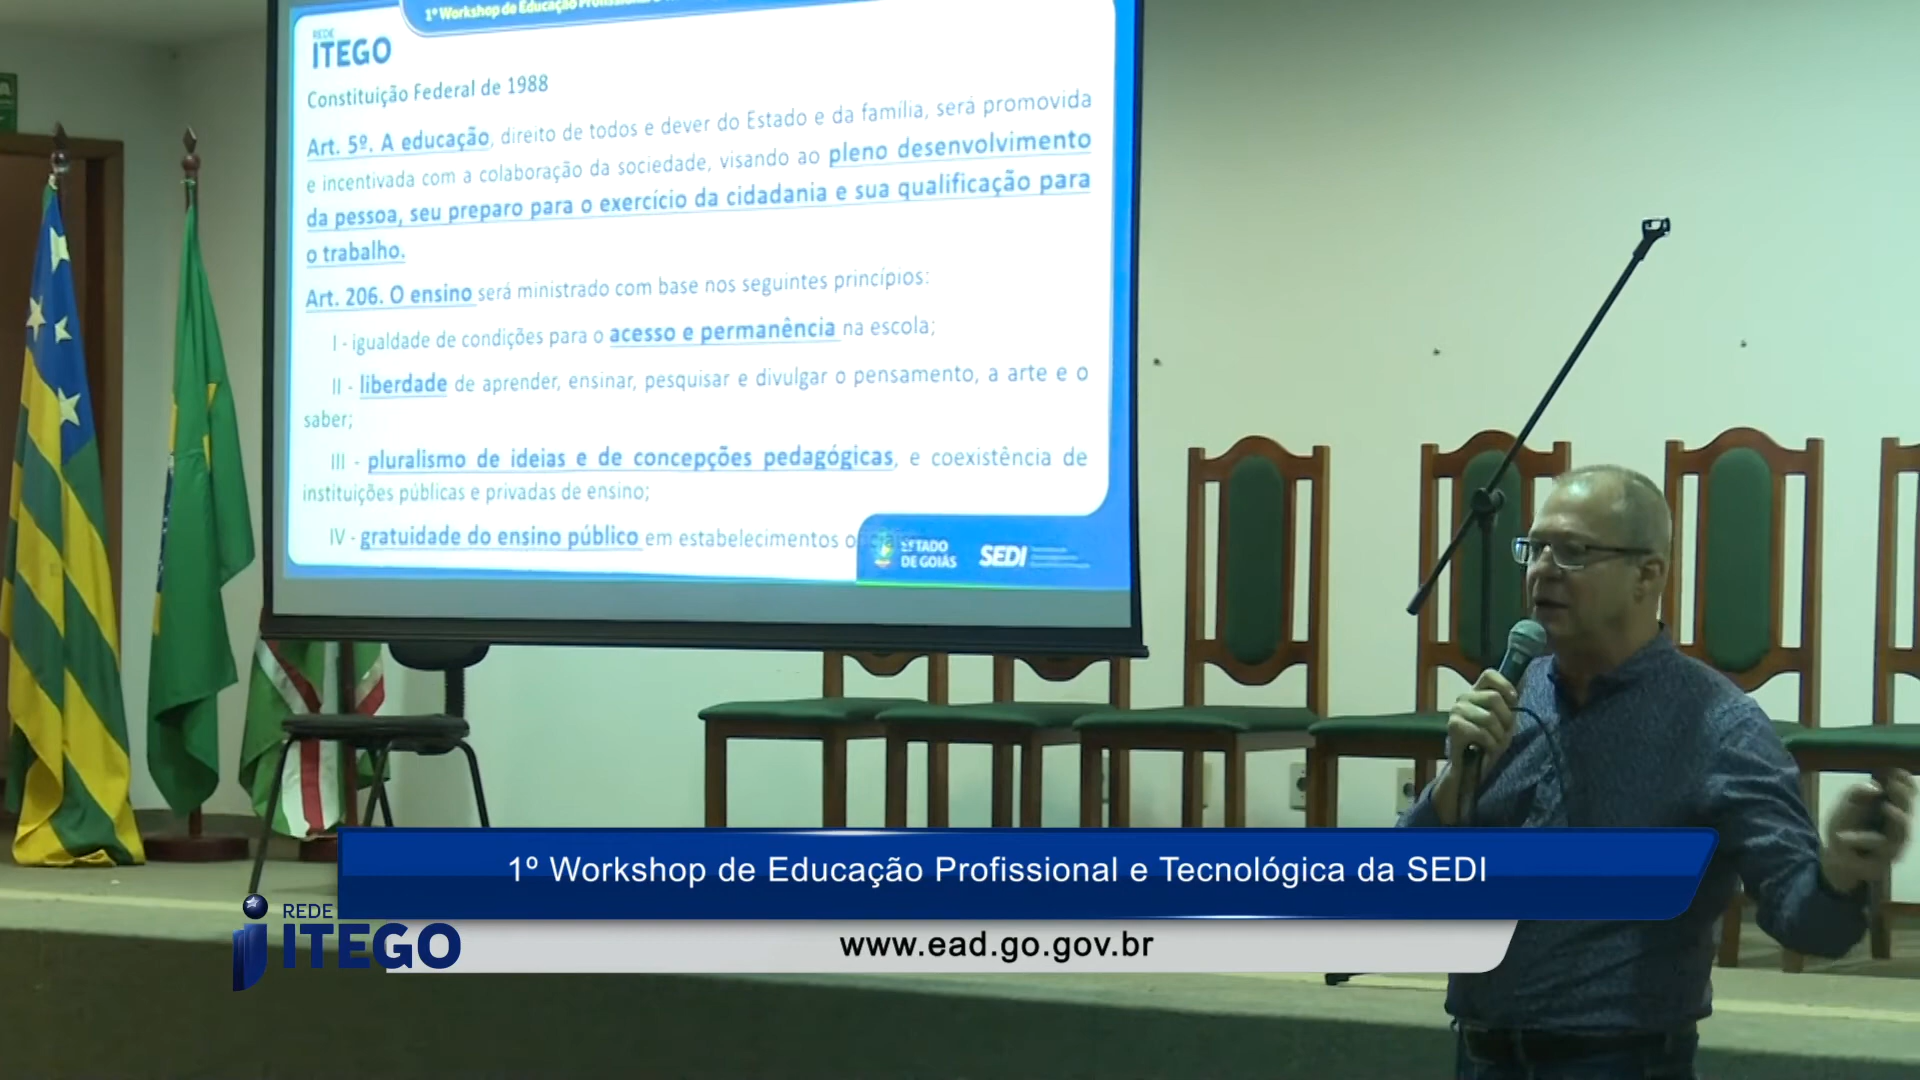 1º Workshop de Educação
REDE
ITEGO
Constituição Federal de 1988
Art. 5º. A educação, direito de todos e dever do Estado e da família, será promovida
e incentivada com a colaboração da sociedade, visando ao pleno desenvolvimento
da pessoa, seu preparo para o exercício da cidadania e sua qualificação para
o trabalho.
Art. 206. O ensino será ministrado com base nos seguintes princípios:
I - igualdade de condições para o acesso e permanência na escola;
II - liberdade de aprender, ensinar, pesquisar e divulgar o pensamento, a arte e o
saber;
III - pluralismo de ideias e de concepções pedagógicas, e coexistência de
instituições públicas e privadas de ensino;
IV - gratuidade do ensino público em estabelecimentos
ESTADO
DE GOIÁS
SEDI
1º Workshop de Educação Profissional e Tecnológica da SEDI
REDE
ITEGO
www.ead.go.gov.br